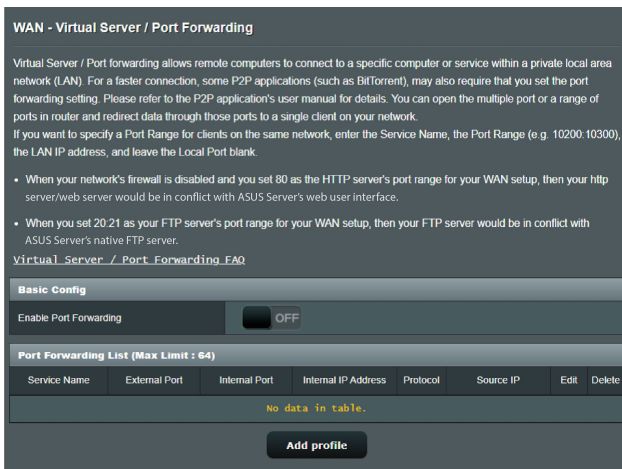 WAN - Virtual Server / Port Forwarding
Virtual Server / Port forwarding allows remote computers to connect to a specific computer or service within a private local area
network (LAN). For a faster connection, some P2P applications (such as BitTorrent), may also require that you set the port
forwarding setting. Please refer to the P2P application's user manual for details. You can open the multiple port or a range of
ports in router and redirect data through those ports to a single client on your network.
If you want to specify a Port Range for clients on the same network, enter the Service Name, the Port Range (e.g. 10200:10300),
the LAN IP address, and leave the Local Port blank.
• When your network's firewall is disabled and you set 80 as the HTTP server's port range for your WAN setup, then your http
server/web server would be in conflict with ASUS Server's web user interface.
• When you set 20:21 as your FTP server's port range for your WAN setup, then your FTP server would be in conflict with
ASUS Server's native FTP server.
Virtual Server / Port Forwarding FAQ
Basic Config
Enable Port Forwarding OFF
Port Forwarding List (Max Limit : 64)
Service Name External Port Internal Port Internal IP Address Protocol Source IP Edit Delete
No data in table.
Add profile